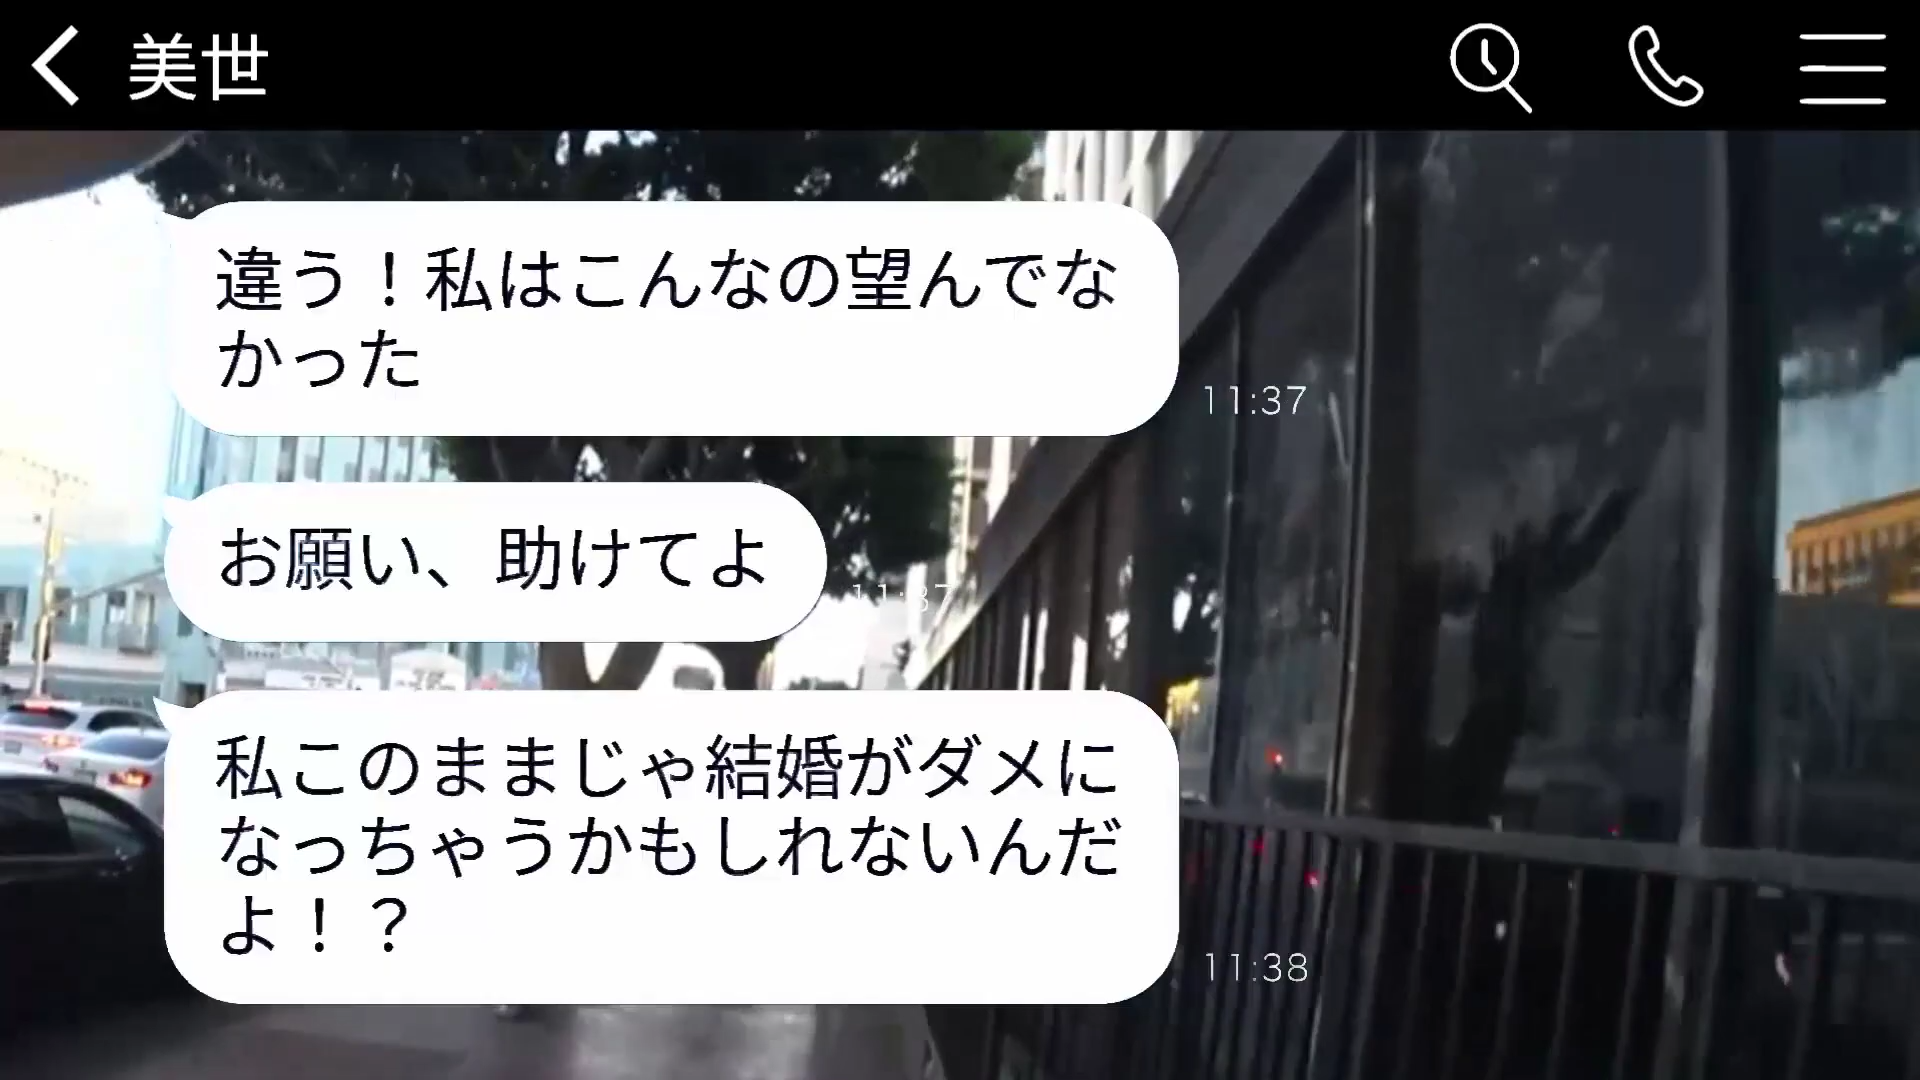 美世
違う！私はこんなの望んでな
かった
11:37
お願い、助けてよ
11:37
私このままじゃ結婚がダメに
なっちゃうかもしれないんだ
よ！？
11:38